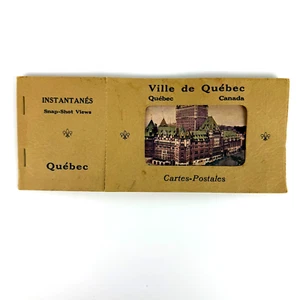 INSTANTANÉS
Snap-Shot Views
Québec
Ville de Québec
Québec Canada
Cartes-Postales